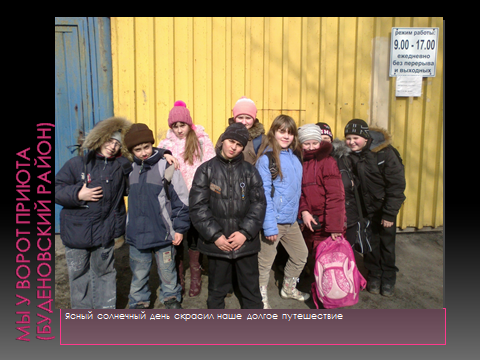 МЫ У ВОРОТ ПРИЮТА
(БУДЕНОВСКИЙ РАЙОН)
режим работы:
9.00 - 17.00
ежедневно
без перерыва
и выходных
Ясный солнечный день скрасил наше долгое путешествие